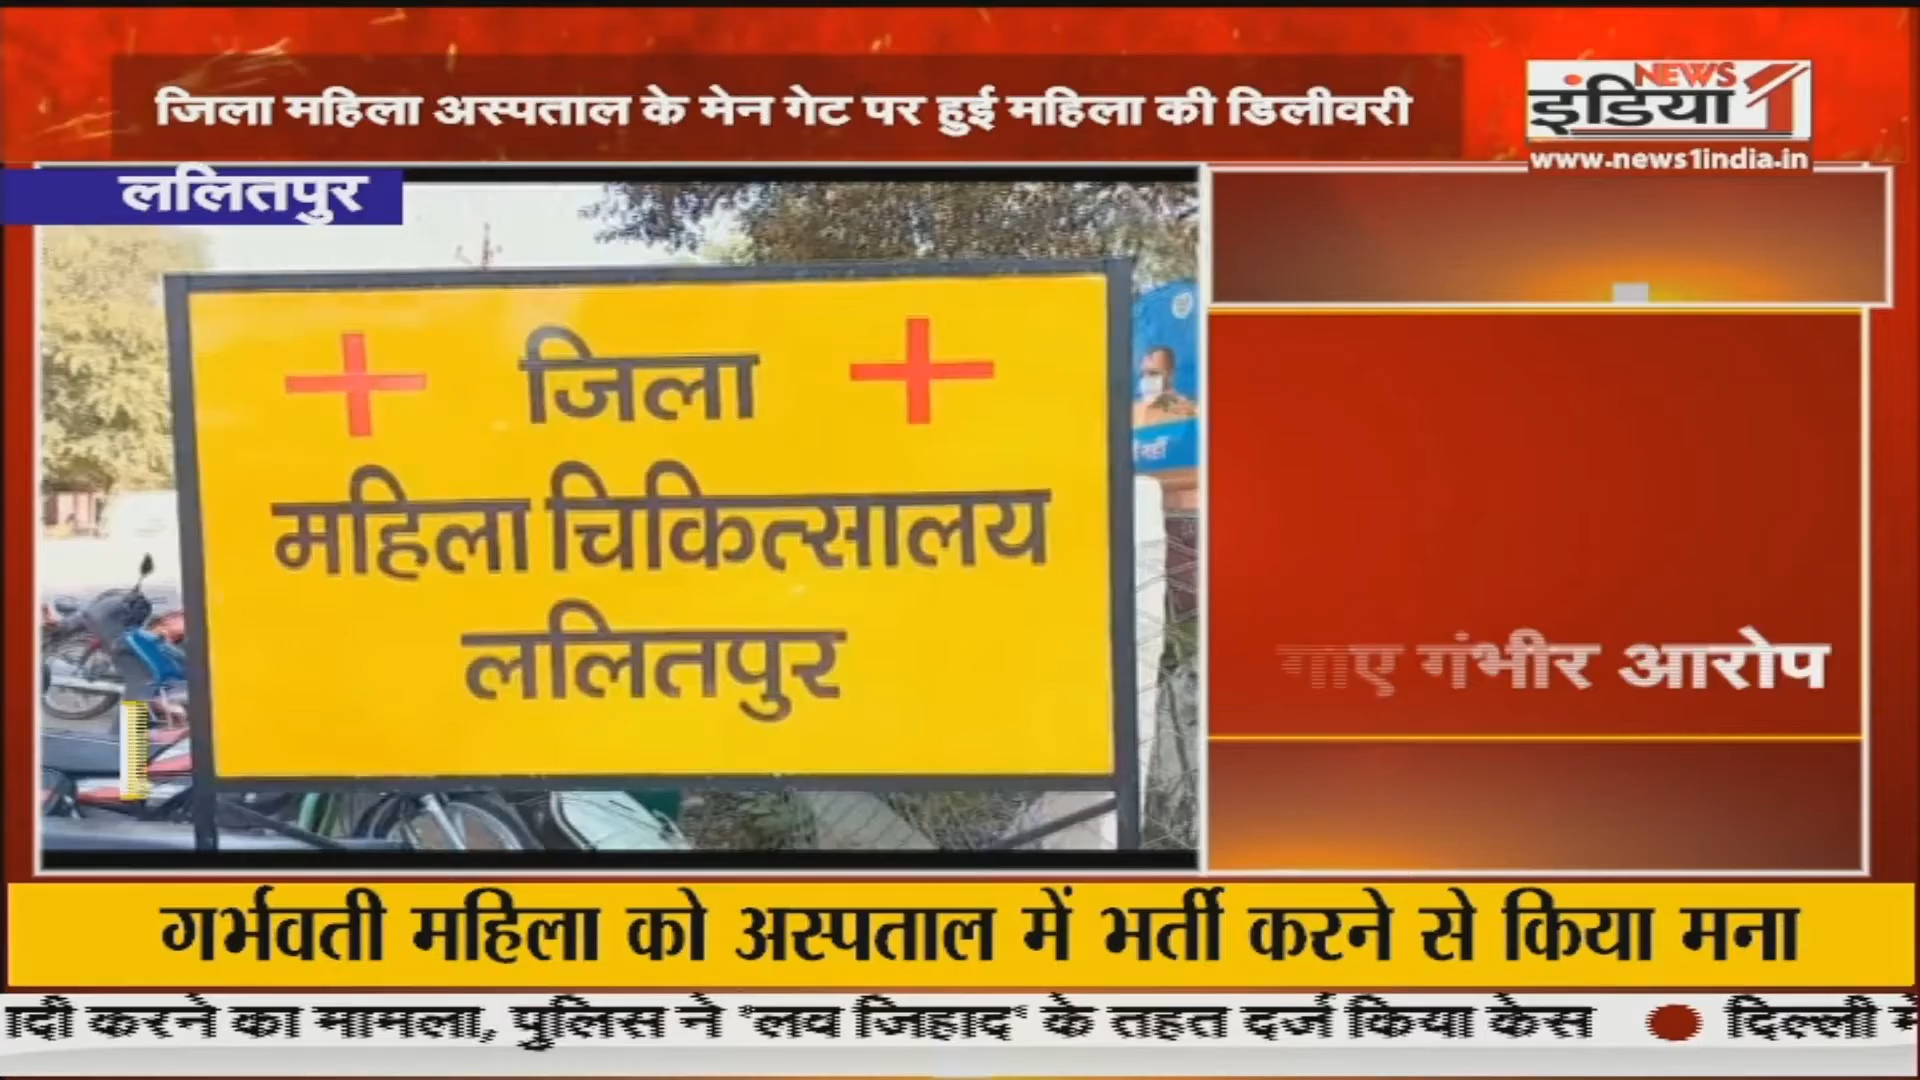 जिला महिला अस्पताल के मेन गेट पर हुई महिला की डिलीवरी
NEWS
इंडिया 1
www.news1india.in
ललितपुर
जिला
महिला चिकित्सालय
ललितपुर
गंभीर आरोप
गर्भवती महिला को अस्पताल में भर्ती करने से किया मना
करने का मामला, पुलिस ने 'लव जिहाद' के तहत दर्ज किया केस
दिल्ली में